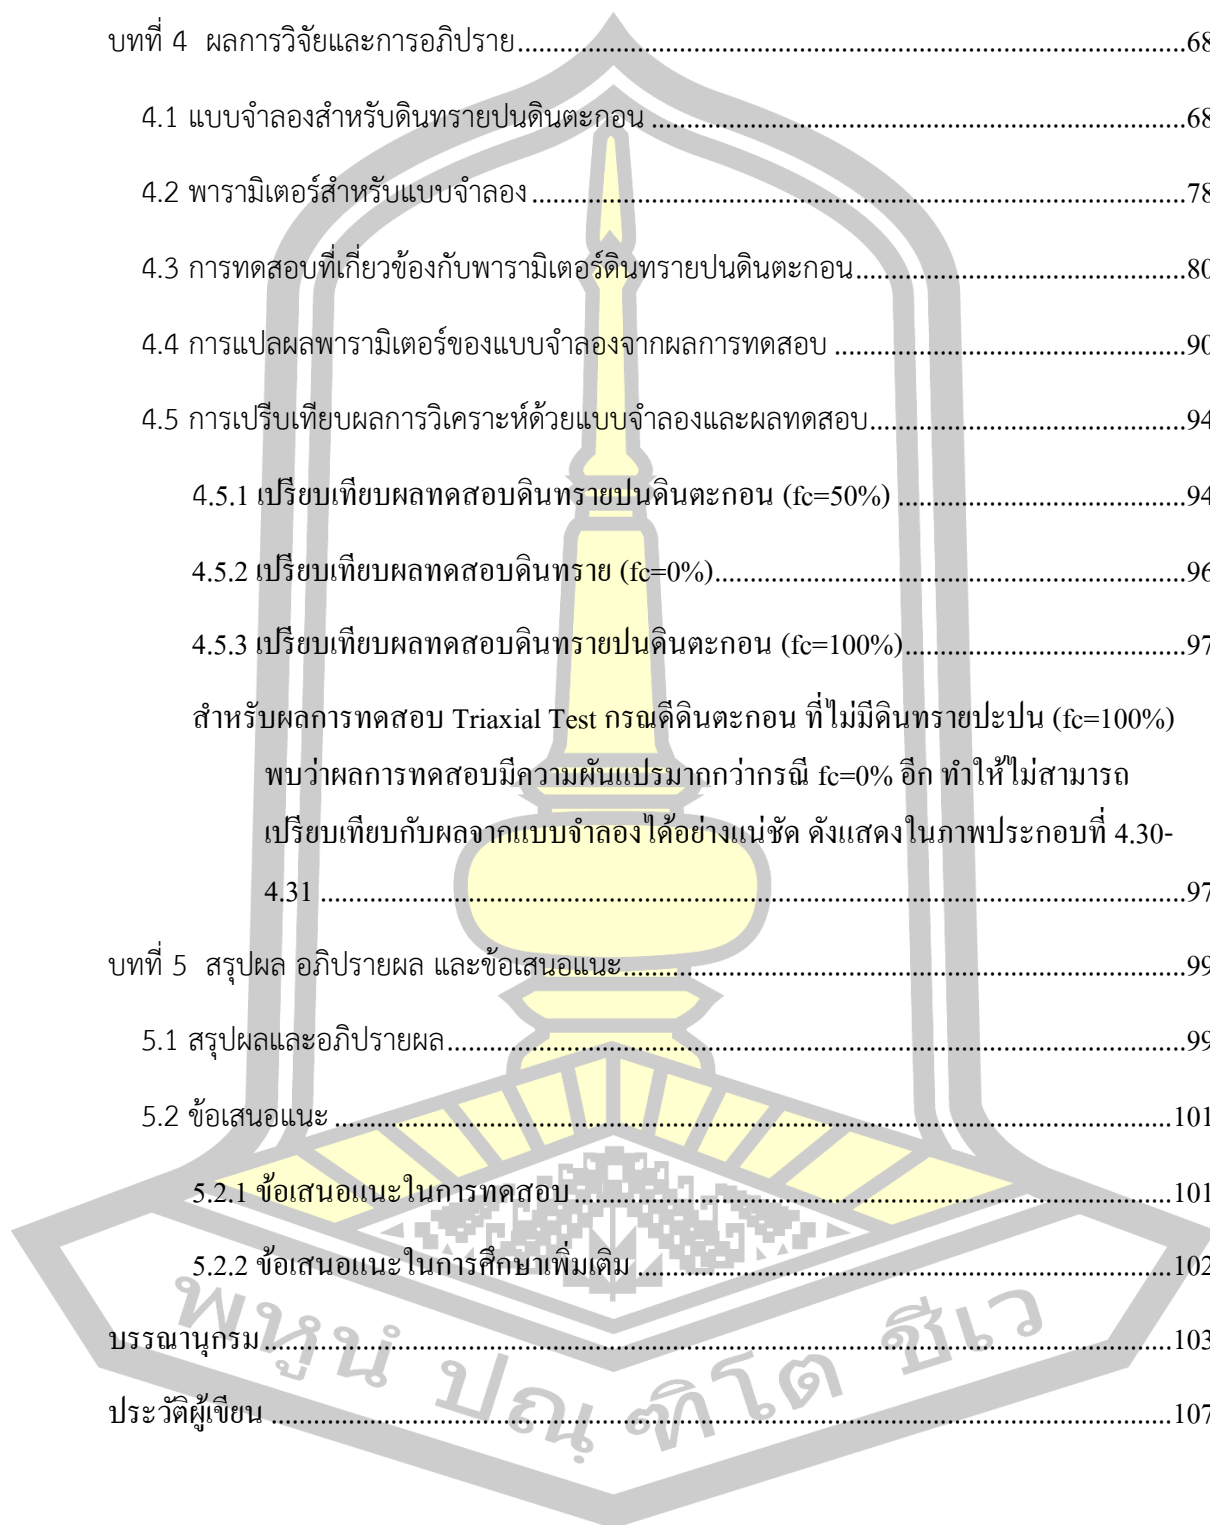 บทที่ 4 ผลการวิจัยและการอภิปราย....................68
4.1 แบบจำลองสำหรับดินทรายปนดินตะกอน ....................68
4.2 พารามิเตอร์สำหรับแบบจำลอง ....................78
4.3 การทดสอบที่เกี่ยวข้องกับพารามิเตอร์ดินทรายปนดินตะกอน....................80
4.4 การแปลผลพารามิเตอร์ของแบบจำลองจากผลการทดสอบ ....................90
4.5 การเปรีบเทียบผลการวิเคราะห์ด้วยแบบจำลองและผลทดสอบ....................94
4.5.1 เปรียบเทียบผลทดสอบดินทรายปนดินตะกอน (fc=50%) ....................94
4.5.2 เปรียบเทียบผลทดสอบดินทราย (fc=0%)....................96
4.5.3 เปรียบเทียบผลทดสอบดินทรายปนดินตะกอน (fc=100%)....................97
สำหรับผลการทดสอบ Triaxial Test กรณดีดินตะกอน ที่ไม่มีดินทรายปะปน (fc=100%)
พบว่าผลการทดสอบมีความผันแปรมากกว่ากรณี fc=0% อีก ทำให้ไม่สามารถ
เปรียบเทียบกับผลจากแบบจำลองได้อย่างแน่ชัด ดังแสดงในภาพประกอบที่ 4.30-
4.31 ....................97
บทที่ 5 สรุปผล อภิปรายผล และข้อเสนอแนะ....................99
5.1 สรุปผลและอภิปรายผล....................99
5.2 ข้อเสนอแนะ ....................101
5.2.1 ข้อเสนอแนะในการทดสอบ ....................101
5.2.2 ข้อเสนอแนะในการศึกษาเพิ่มเติม ....................102
บรรณานุกรม ....................103
ประวัติผู้เขียน ....................107
พหูนํ ปณฺฑิโต ชีเว